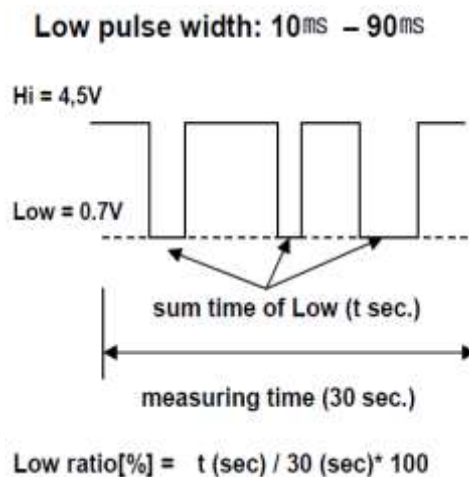 Low pulse width: 10㎳ – 90㎳
Hi = 4,5V
Low = 0.7V
sum time of Low (t sec.)
measuring time (30 sec.)
Low ratio[%] = t (sec) / 30 (sec)* 100